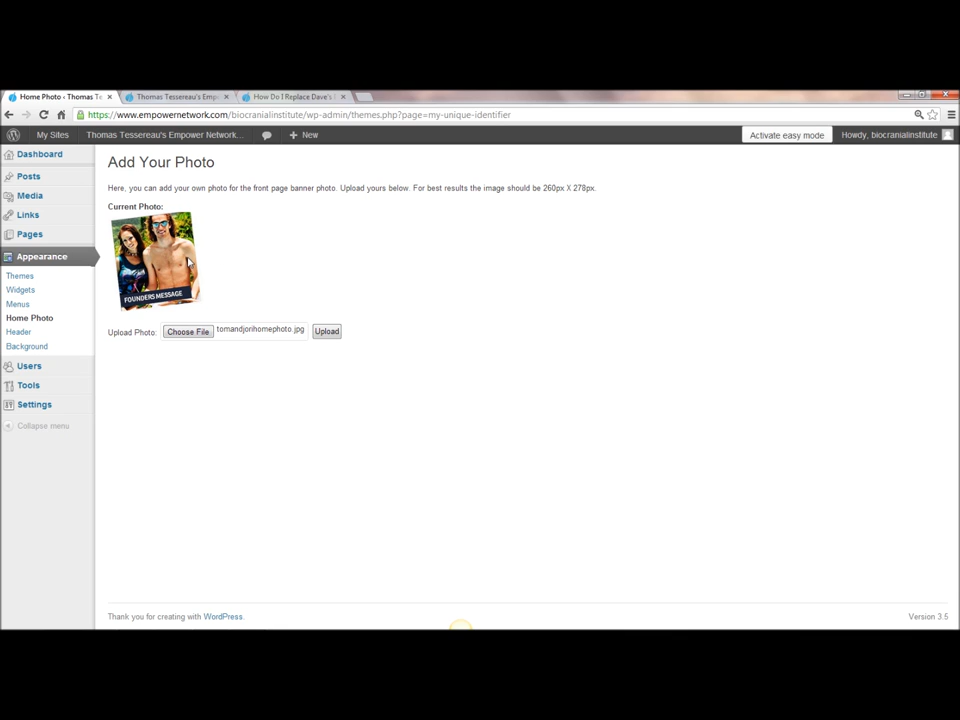 Home Photo ‹ Thomas Te
Thomas Tessereau's Emp
How Do I Replace Dave's
https://www.empowernetwork.com/biocranialinstitute/wp-admin/themes.php?page=my-unique-identifier
My Sites
Thomas Tessereau's Empower Network...
+ New
Activate easy mode
Howdy, biocranialinstitute
Dashboard
Posts
Media
Links
Pages
Appearance
Themes
Widgets
Menus
Home Photo
Header
Background
Users
Tools
Settings
Collapse menu
Add Your Photo
Here, you can add your own photo for the front page banner photo. Upload yours below. For best results the image should be 260px X 278px.
Current Photo:
FOUNDERS MESSAGE
Upload Photo: Choose File tomandjorihomephoto.jpg Upload
Thank you for creating with WordPress.
Version 3.5